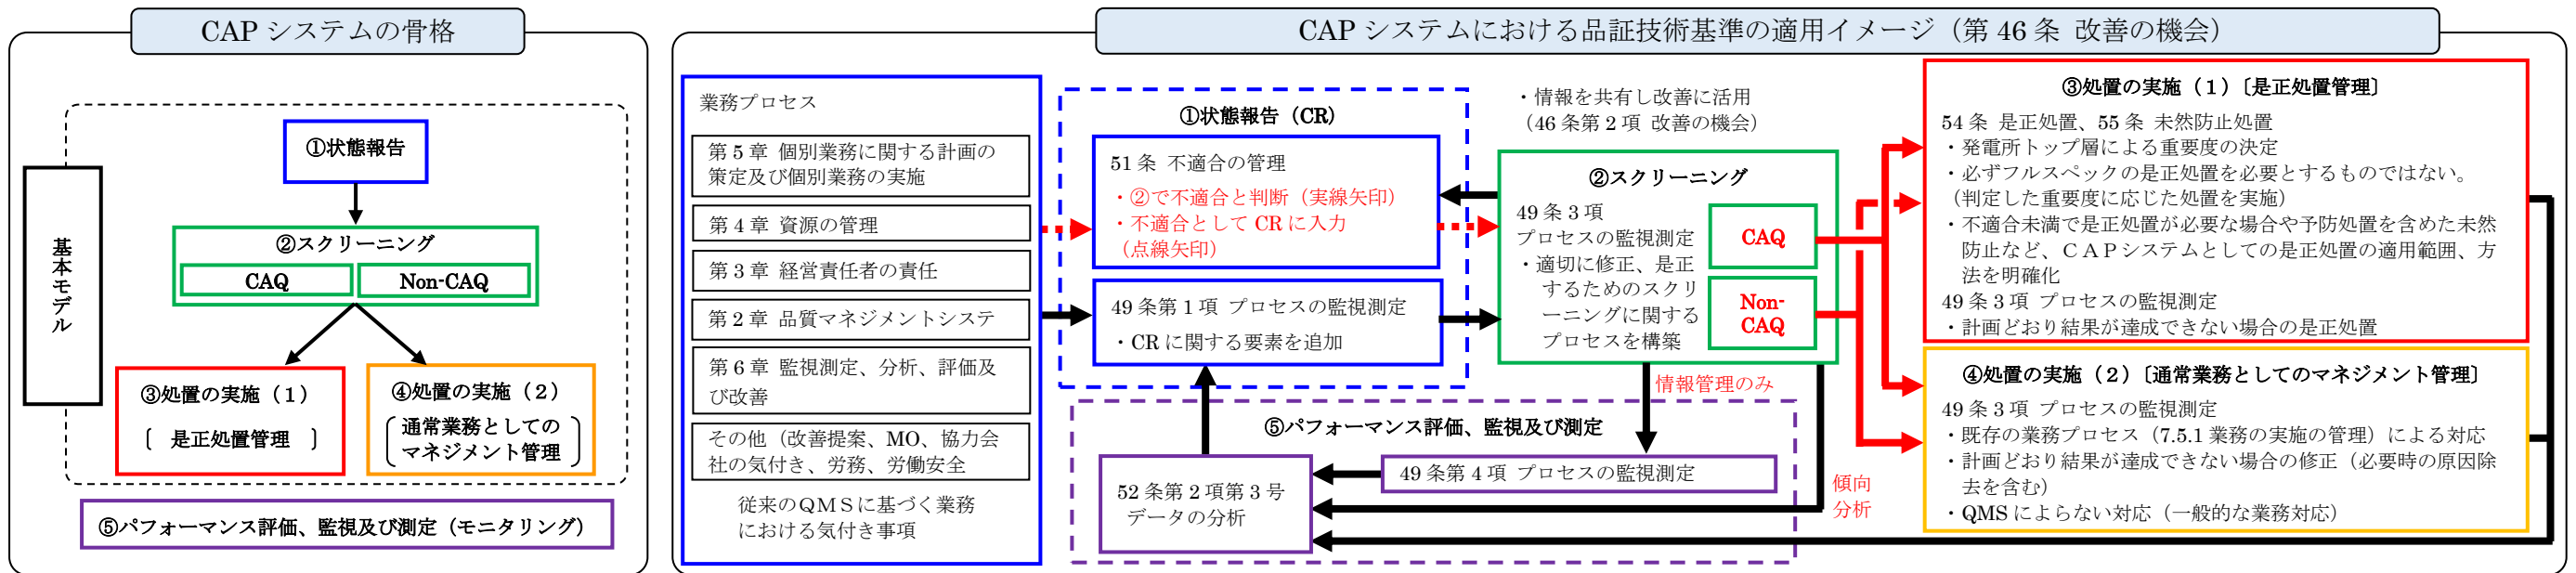 CAP システムの骨格
基本モデル
①状態報告
②スクリーニング
CAQ
Non-CAQ
③処置の実施（1）
〔 是正処置管理 〕
④処置の実施（2）
通常業務としての
マネジメント管理
⑤パフォーマンス評価、監視及び測定（モニタリング）
CAP システムにおける品証技術基準の適用イメージ（第 46 条 改善の機会）
業務プロセス
第 5 章 個別業務に関する計画の
策定及び個別業務の実施
第 4 章 資源の管理
第 3 章 経営責任者の責任
第 2 章 品質マネジメントシステ
第 6 章 監視測定、分析、評価及
び改善
その他（改善提案、MO、協力会
社の気付き、労務、労働安全
従来のＱＭＳに基づく業務
における気付き事項
①状態報告（CR）
51 条 不適合の管理
・②で不適合と判断（実線矢印）
・不適合として CR に入力
（点線矢印）
49 条第 1 項 プロセスの監視測定
・CR に関する要素を追加
・情報を共有し改善に活用
（46 条第 2 項 改善の機会）
②スクリーニング
49 条 3 項
プロセスの監視測定
・適切に修正、是正
するためのスクリ
ーニングに関する
プロセスを構築
CAQ
Non-
CAQ
情報管理のみ
⑤パフォーマンス評価、監視及び測定
49 条第 4 項 プロセスの監視測定
52 条第 2 項第 3 号
データの分析
傾向
分析
③処置の実施（１）〔是正処置管理〕
54 条 是正処置、55 条 未然防止処置
・発電所トップ層による重要度の決定
・必ずフルスペックの是正処置を必要とするものではない。
（判定した重要度に応じた処置を実施）
・不適合未満で是正処置が必要な場合や予防処置を含めた未然
防止など、ＣＡＰシステムとしての是正処置の適用範囲、方
法を明確化
49 条 3 項 プロセスの監視測定
・計画どおり結果が達成できない場合の是正処置
④処置の実施（２）〔通常業務としてのマネジメント管理〕
49 条 3 項 プロセスの監視測定
・既存の業務プロセス（7.5.1 業務の実施の管理）による対応
・計画どおり結果が達成できない場合の修正（必要時の原因除
去を含む）
・QMS によらない対応（一般的な業務対応）